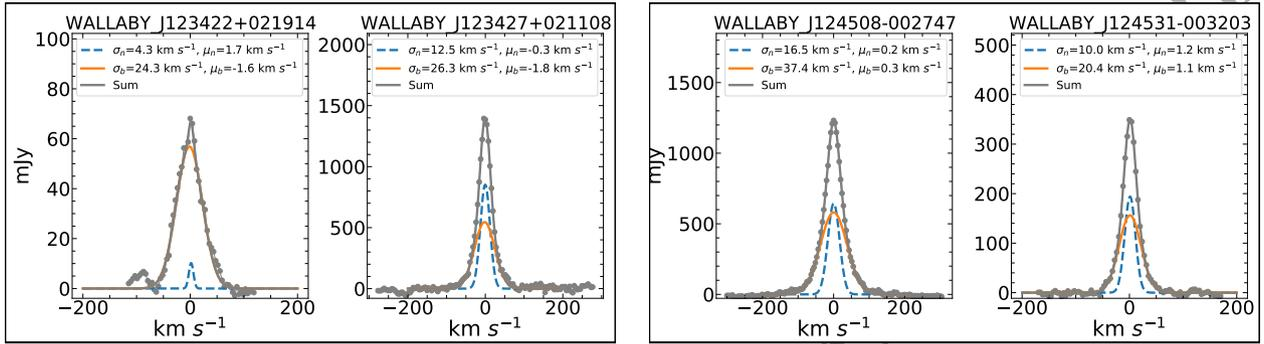 WALLABY_J123422+021914
σn=4.3 km s⁻¹, μn=1.7 km s⁻¹
σb=24.3 km s⁻¹, μb=-1.6 km s⁻¹
Sum
100
80
60
40
20
0
mJy
−200
0
200
km s⁻¹
WALLABY_J123427+021108
σn=12.5 km s⁻¹, μn=-0.3 km s⁻¹
σb=26.3 km s⁻¹, μb=-1.8 km s⁻¹
Sum
2000
1500
1000
500
0
−200
0
200
km s⁻¹
WALLABY_J124508-002747
σn=16.5 km s⁻¹, μn=0.2 km s⁻¹
σb=37.4 km s⁻¹, μb=0.3 km s⁻¹
Sum
1500
1000
500
0
mJy
−200
0
200
km s⁻¹
WALLABY_J124531-003203
σn=10.0 km s⁻¹, μn=1.2 km s⁻¹
σb=20.4 km s⁻¹, μb=1.1 km s⁻¹
Sum
500
400
300
200
100
0
−200
0
200
km s⁻¹